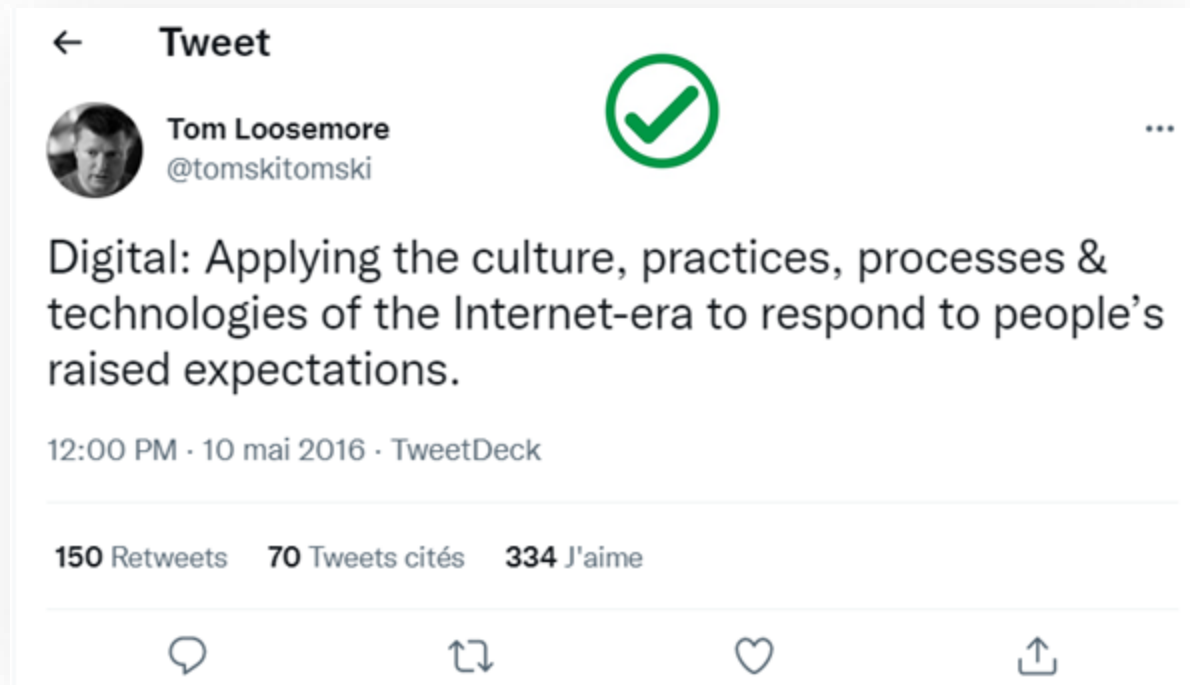 Tweet
Tom Loosemore
@tomskitomski
Digital: Applying the culture, practices, processes &
technologies of the Internet-era to respond to people’s
raised expectations.
12:00 PM · 10 mai 2016 · TweetDeck
150 Retweets 70 Tweets cités 334 J'aime